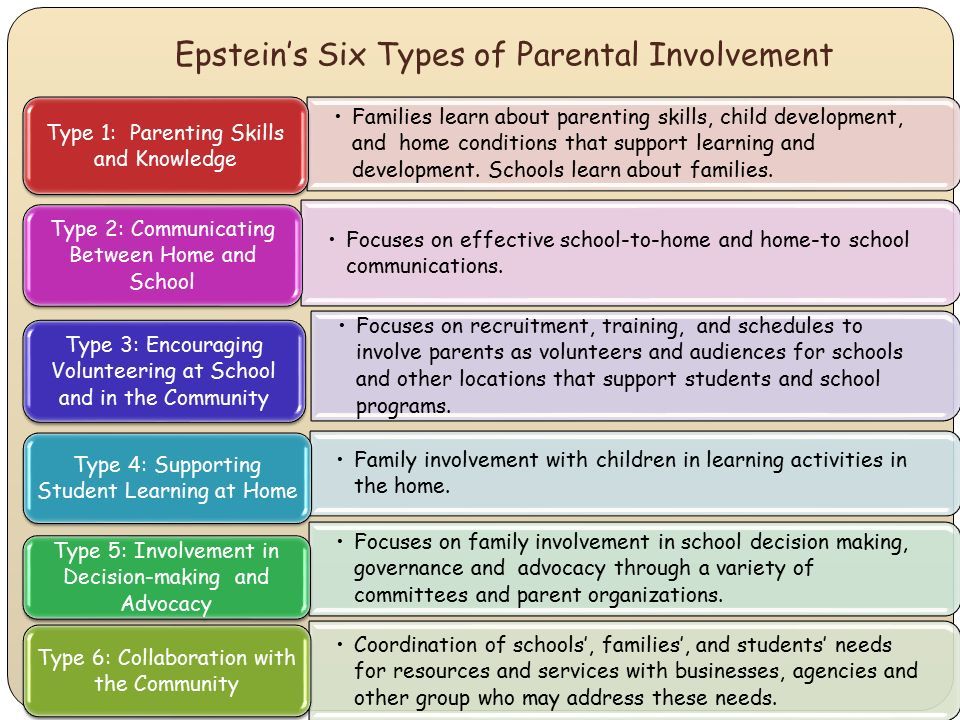 Epstein's Six Types of Parental Involvement
Type 1:  Parenting Skills
and Knowledge
• Families learn about parenting skills, child development,
and  home conditions that support learning and
development. Schools learn about families.
Type 2: Communicating
Between Home and
School
• Focuses on effective school-to-home and home-to school
communications.
Type 3: Encouraging
Volunteering at School
and in the Community
• Focuses on recruitment, training,  and schedules to
involve parents as volunteers and audiences for schools
and other locations that support students and school
programs.
Type 4: Supporting
Student Learning at Home
• Family involvement with children in learning activities in
the home.
Type 5: Involvement in
Decision-making  and
Advocacy
• Focuses on family involvement in school decision making,
governance and  advocacy through a variety of
committees and parent organizations.
Type 6: Collaboration with
the Community
• Coordination of schools', families', and students' needs
for resources and services with businesses, agencies and
other group who may address these needs.